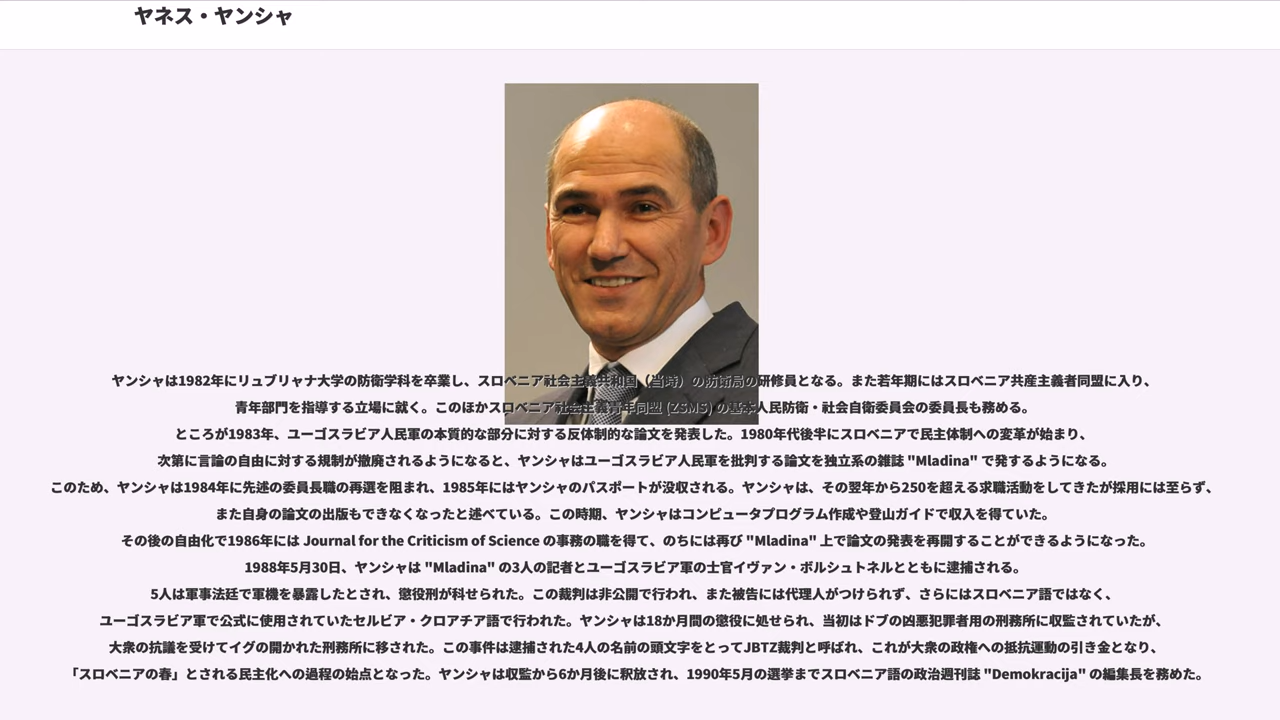 ヤネス・ヤンシャ
ヤンシャは1982年にリュブリャナ大学の防衛学科を卒業し、スロベニア社会主義共和国（当時）の防衛局の研修員となる。また若年期にはスロベニア共産主義者同盟に入り、
青年部門を指導する立場に就く。このほかスロベニア社会主義青年同盟 (ZSMS) の基本人民防衛・社会自衛委員会の委員長も務める。
ところが1983年、ユーゴスラビア人民軍の本質的な部分に対する反体制的な論文を発表した。1980年代後半にスロベニアで民主体制への変革が始まり、
次第に言論の自由に対する規制が撤廃されるようになると、ヤンシャはユーゴスラビア人民軍を批判する論文を独立系の雑誌 "Mladina" で発するようになる。
このため、ヤンシャは1984年に先述の委員長職の再選を阻まれ、1985年にはヤンシャのパスポートが没収される。ヤンシャは、その翌年から250を超える求職活動をしてきたが採用には至らず、
また自身の論文の出版もできなくなったと述べている。この時期、ヤンシャはコンピュータプログラム作成や登山ガイドで収入を得ていた。
その後の自由化で1986年には Journal for the Criticism of Science の事務の職を得て、のちには再び "Mladina" 上で論文の発表を再開することができるようになった。
1988年5月30日、ヤンシャは "Mladina" の3人の記者とユーゴスラビア軍の士官イヴァン・ボルシュトネルとともに逮捕される。
5人は軍事法廷で軍機を暴露したとされ、懲役刑が科せられた。この裁判は非公開で行われ、また被告には代理人がつけられず、さらにはスロベニア語ではなく、
ユーゴスラビア軍で公式に使用されていたセルビア・クロアチア語で行われた。ヤンシャは18か月間の懲役に処せられ、当初はドブの凶悪犯罪者用の刑務所に収監されていたが、
大衆の抗議を受けてイグの開かれた刑務所に移された。この事件は逮捕された4人の名前の頭文字をとってJBTZ裁判と呼ばれ、これが大衆の政権への抵抗運動の引き金となり、
「スロベニアの春」とされる民主化への過程の始点となった。ヤンシャは収監から6か月後に釈放され、1990年5月の選挙までスロベニア語の政治週刊誌 "Demokracija" の編集長を務めた。